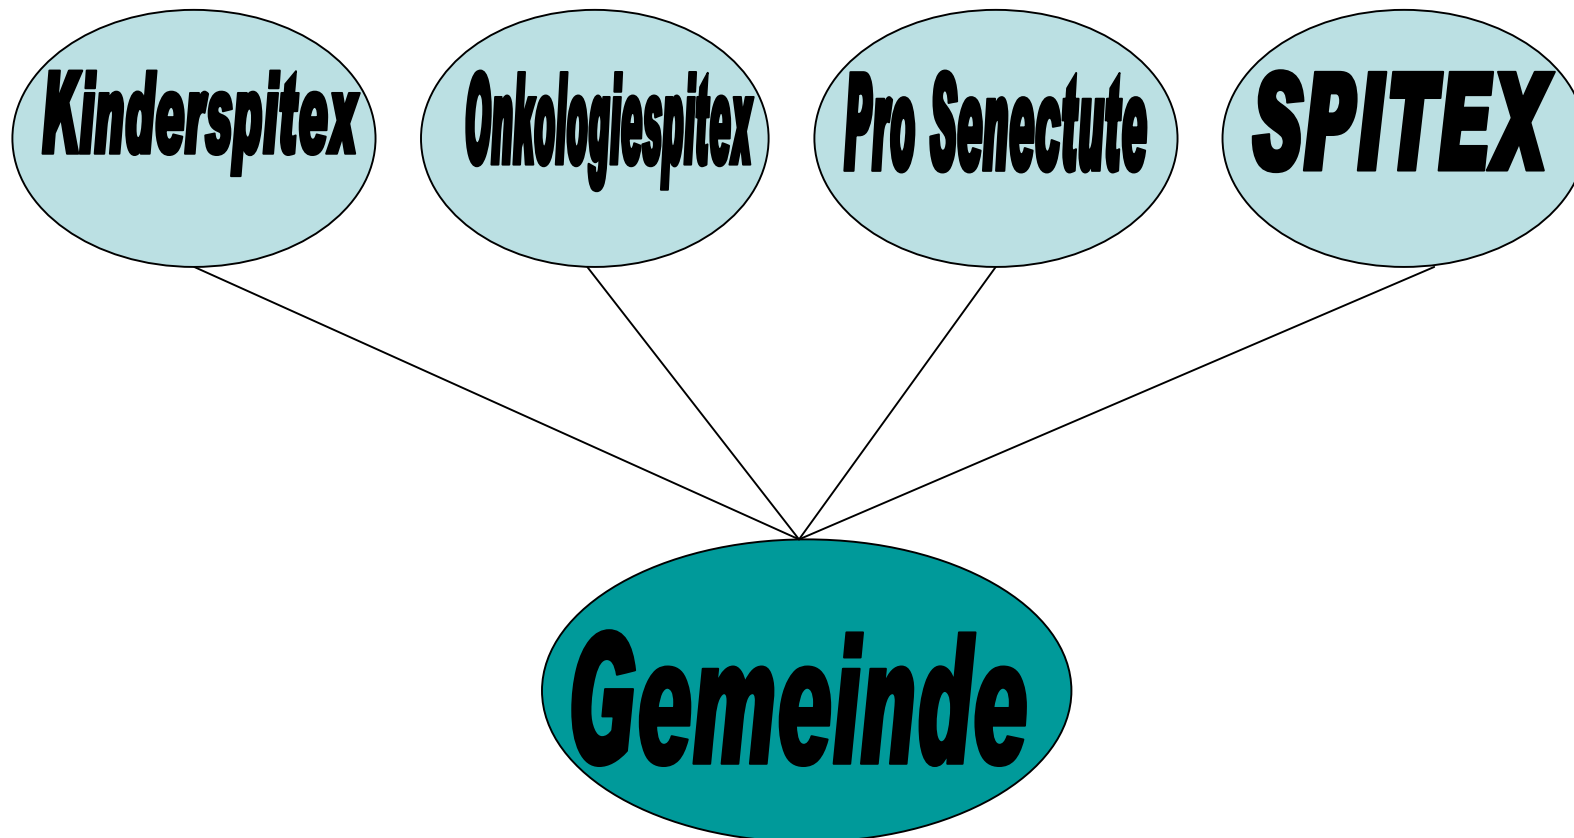 Kinderspitex
Onkologiespitex
Pro Senectute
SPITEX
Gemeinde